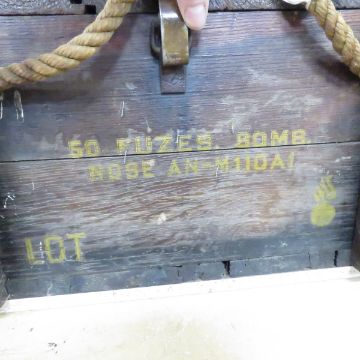 50 FUZES. BOMB.
NOSE AN-M110A1
LOT